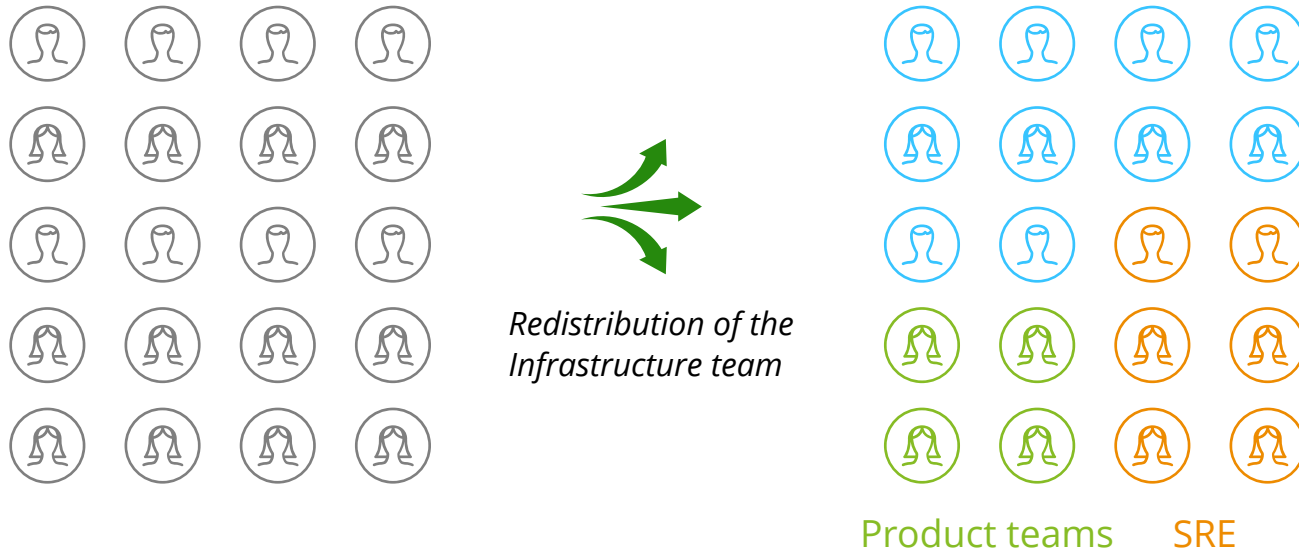 Redistribution of the
Infrastructure team
Product teams
SRE